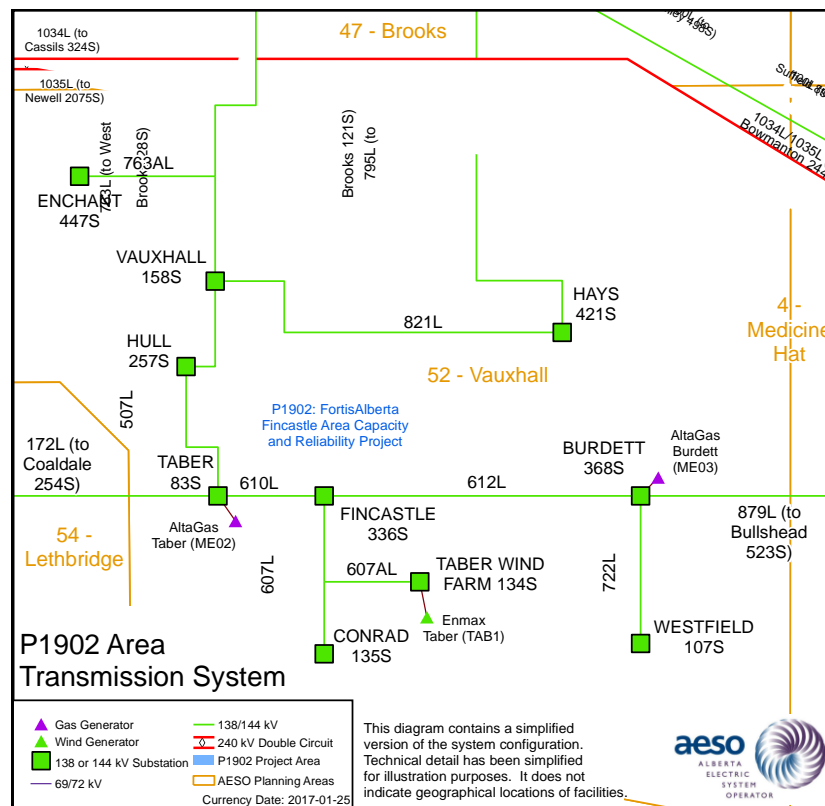 1034L (to
Cassils 324S)
47 - Brooks
1035L (to
Newell 2075S)
1034L/1035L
Bowmanton 244
763AL
763L (to West
Brooks 28S)
Brooks 121S)
795L (to
ENCHANT
447S
VAUXHALL
158S
HAYS
421S
821L
4 -
Medicine
Hat
HULL
257S
52 - Vauxhall
507L
P1902: FortisAlberta
Fincastle Area Capacity
and Reliability Project
172L (to
Coaldale
254S)
TABER
83S
610L
612L
BURDETT
368S
AltaGas
Burdett
(ME03)
AltaGas
Taber (ME02)
FINCASTLE
336S
879L (to
Bullshead
523S)
54 -
Lethbridge
607L
607AL
TABER WIND
FARM 134S
722L
Enmax
Taber (TAB1)
CONRAD
135S
WESTFIELD
107S
P1902 Area
Transmission System
Gas Generator
Wind Generator
138 or 144 kV Substation
69/72 kV
138/144 kV
240 kV Double Circuit
P1902 Project Area
AESO Planning Areas
Currency Date: 2017-01-25
This diagram contains a simplified
version of the system configuration.
Technical detail has been simplified
for illustration purposes. It does not
indicate geographical locations of facilities.
aeso
ALBERTA
ELECTRIC
SYSTEM
OPERATOR